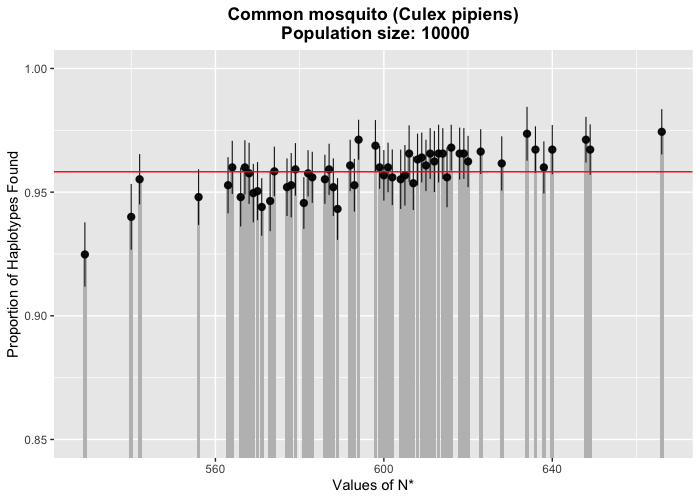 Common mosquito (Culex pipiens)
Population size: 10000
Proportion of Haplotypes Found
1.00
0.95
0.90
0.85
560
600
640
Values of N*